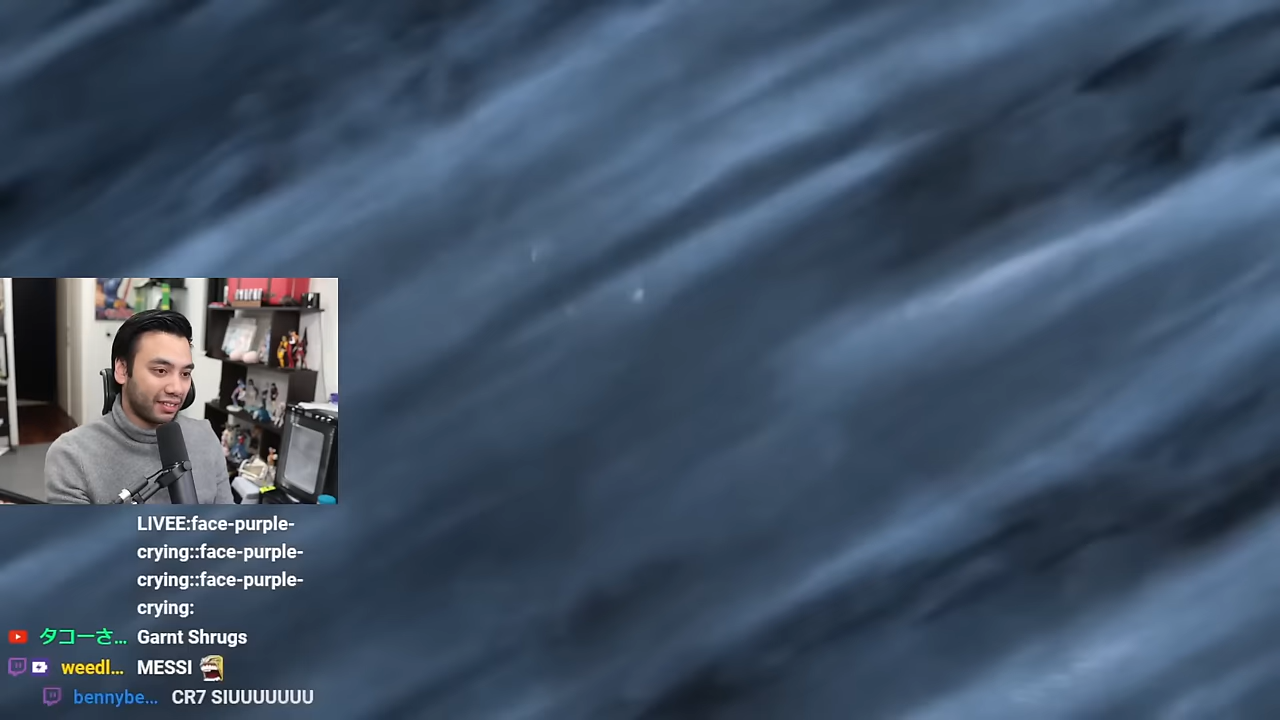 LIVEE:face-purple-
crying::face-purple-
crying::face-purple-
crying:
タコーさ... Garnt Shrugs
weedl... MESSI
bennybe... CR7 SIUUUUUUU